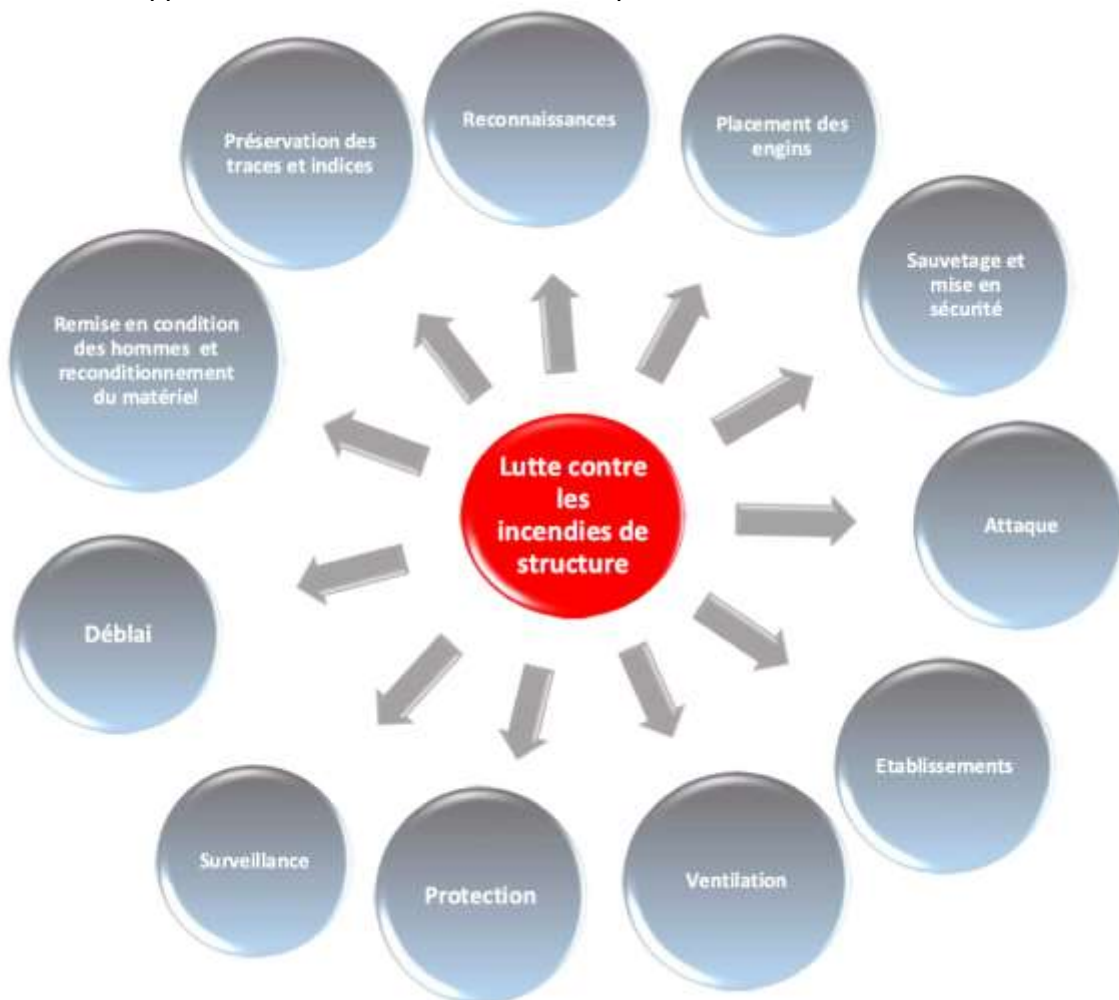 Reconnaissances
Placement des
engins
Sauvetage et
mise en
sécurité
Attaque
Etablissements
Ventilation
Protection
Surveillance
Déblai
Remise en condition
des hommes et
reconditionnement
du matériel
Préservation des
traces et indices
Lutte contre
les
incendies de
structure